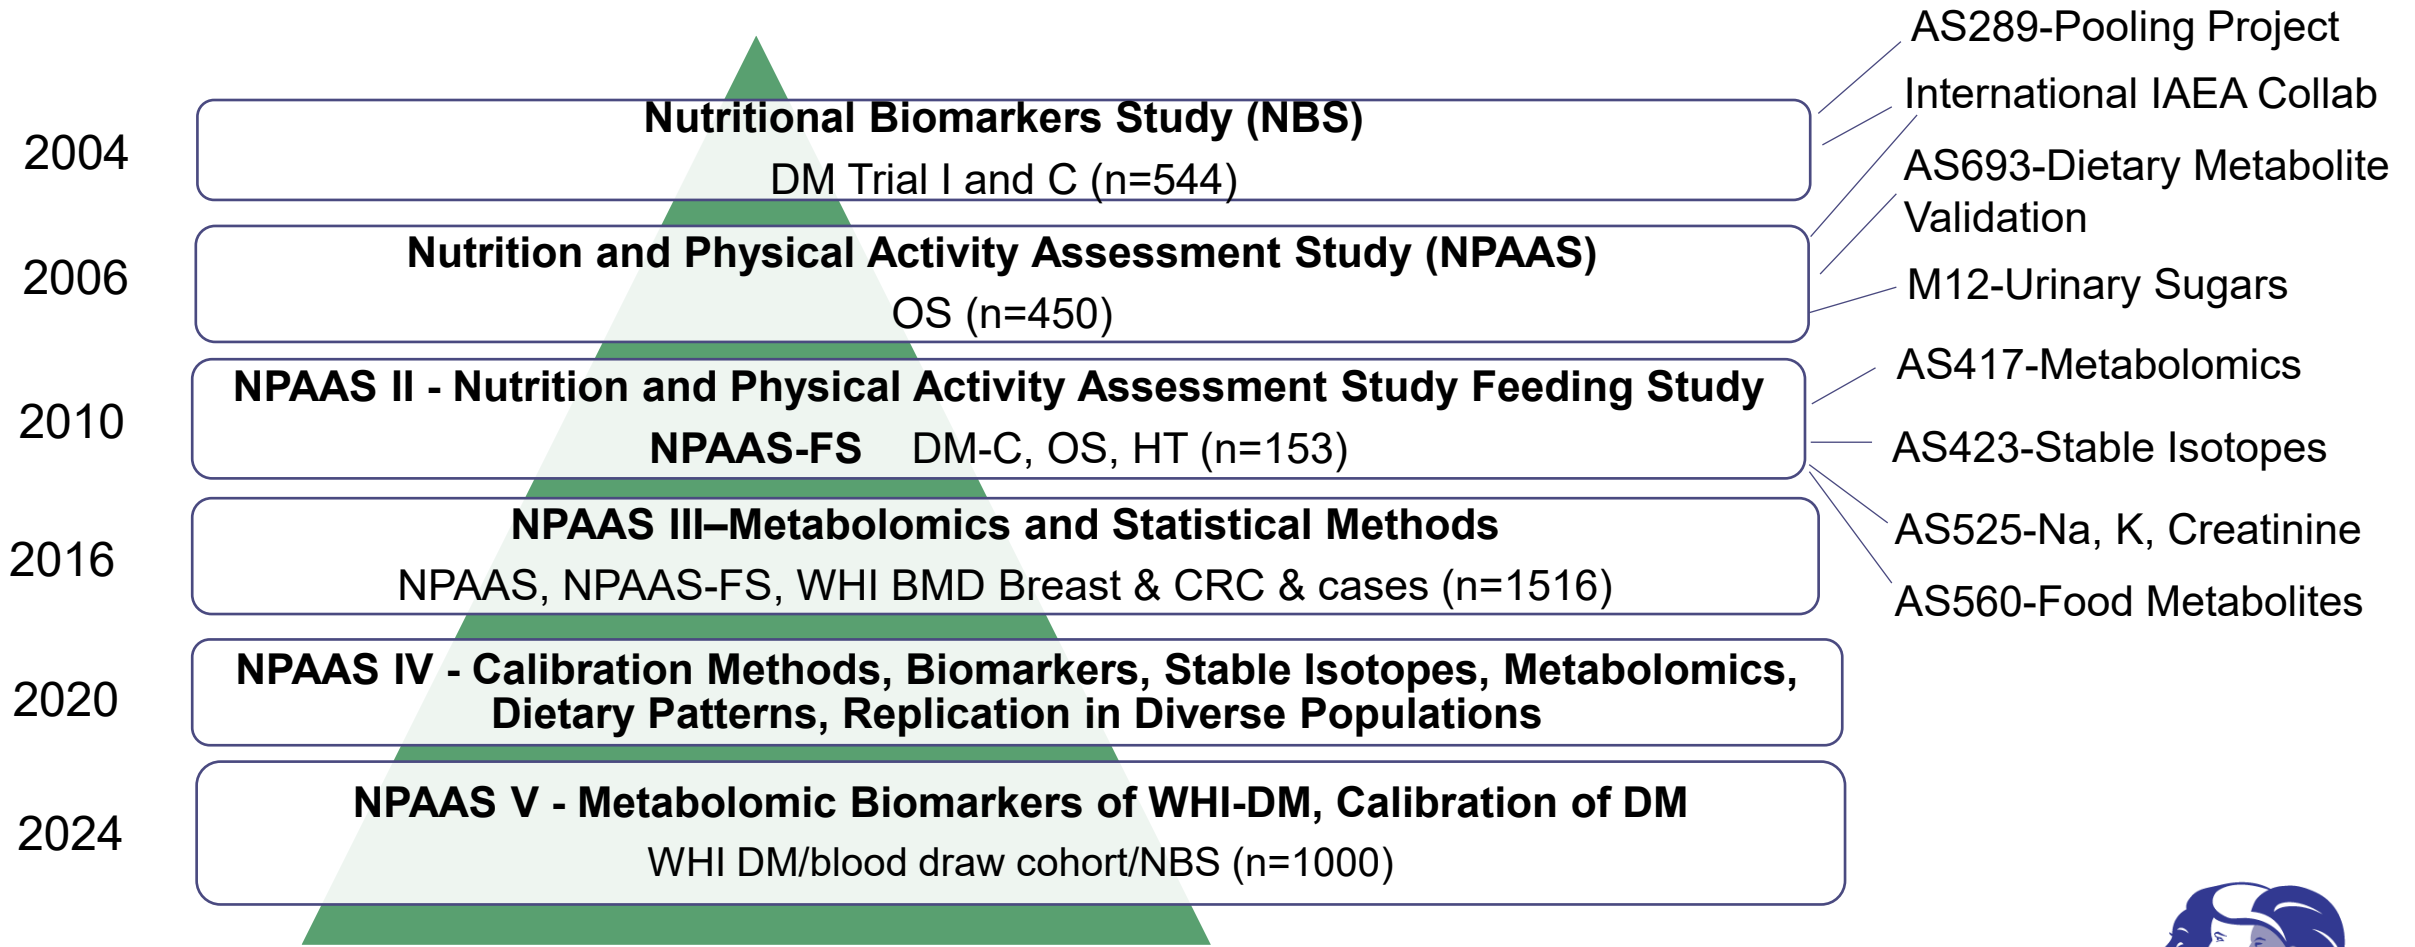 2004
Nutritional Biomarkers Study (NBS)
DM Trial I and C (n=544)
2006
Nutrition and Physical Activity Assessment Study (NPAAS)
OS (n=450)
2010
NPAAS II - Nutrition and Physical Activity Assessment Study Feeding Study
NPAAS-FS DM-C, OS, HT (n=153)
2016
NPAAS III–Metabolomics and Statistical Methods
NPAAS, NPAAS-FS, WHI BMD Breast & CRC & cases (n=1516)
2020
NPAAS IV - Calibration Methods, Biomarkers, Stable Isotopes, Metabolomics,
Dietary Patterns, Replication in Diverse Populations
2024
NPAAS V - Metabolomic Biomarkers of WHI-DM, Calibration of DM
WHI DM/blood draw cohort/NBS (n=1000)
AS289-Pooling Project
International IAEA Collab
AS693-Dietary Metabolite
Validation
M12-Urinary Sugars
AS417-Metabolomics
AS423-Stable Isotopes
AS525-Na, K, Creatinine
AS560-Food Metabolites